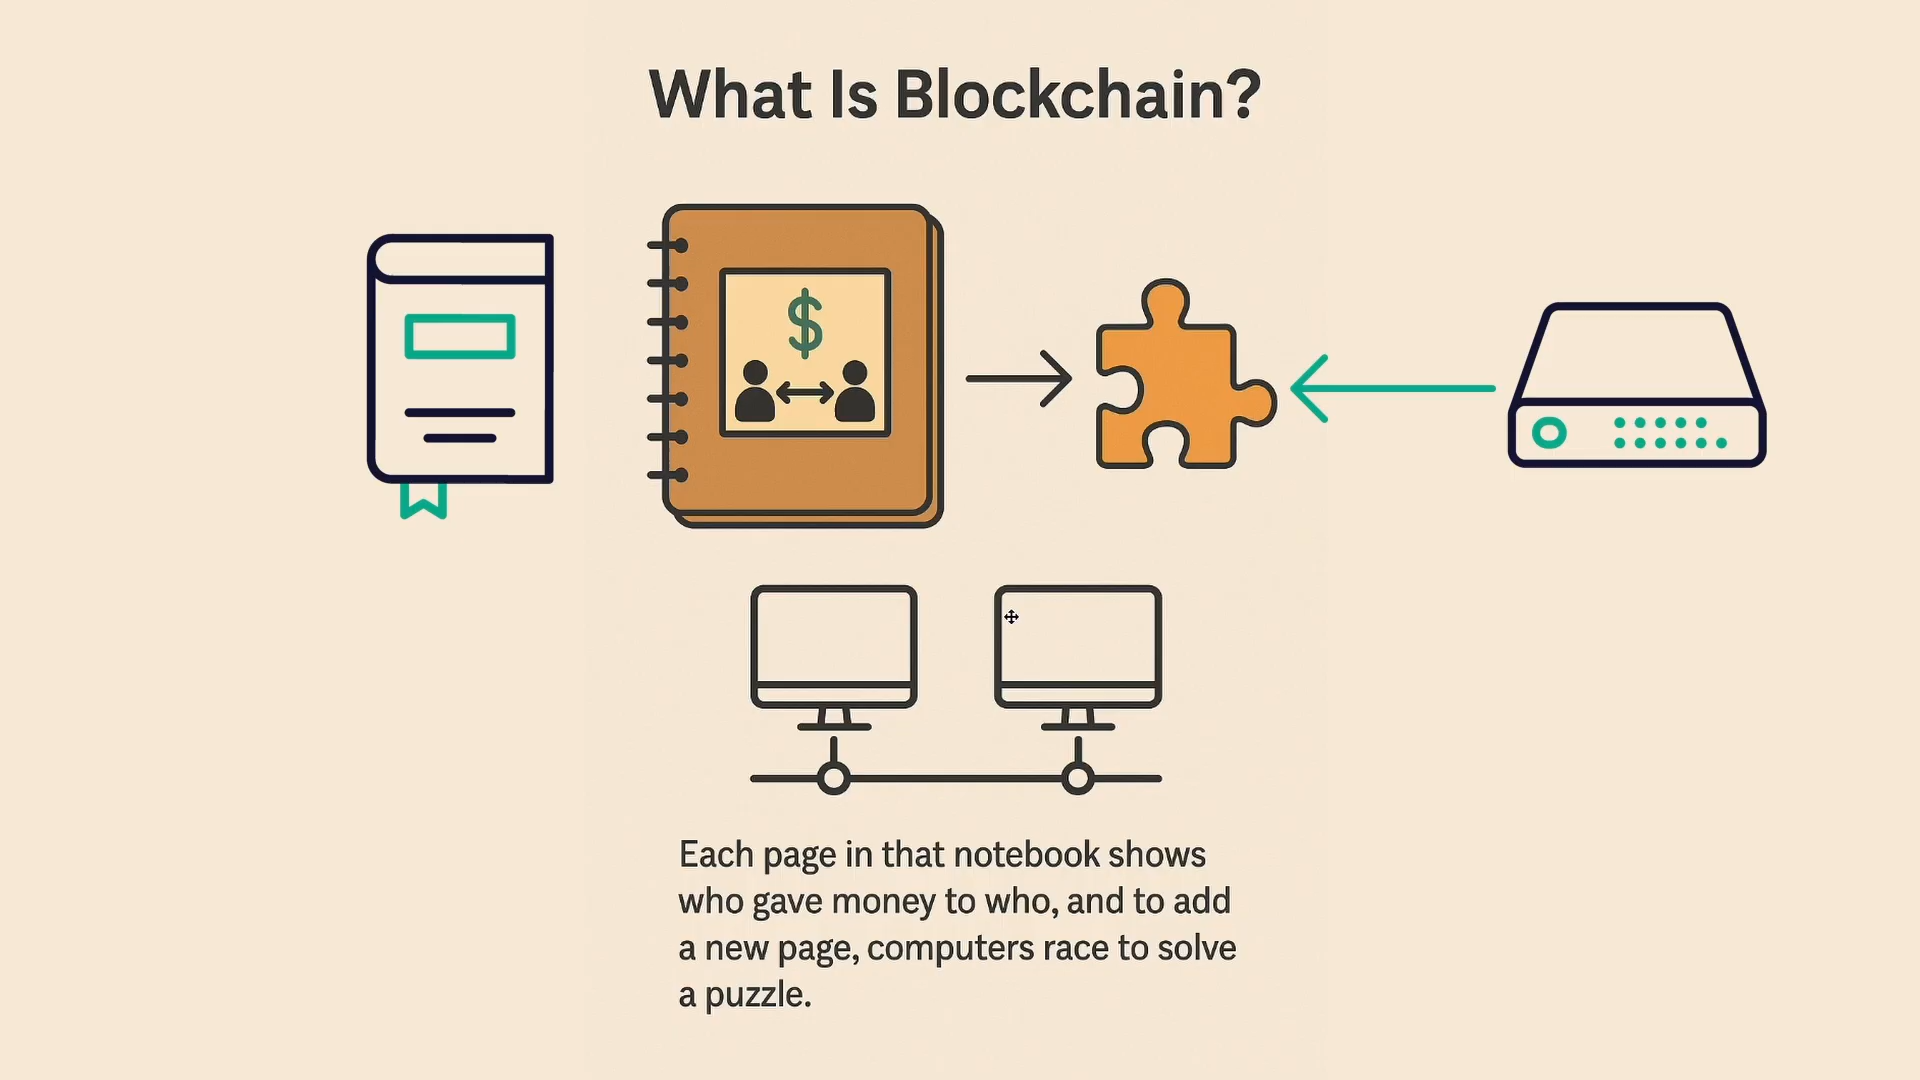 What Is Blockchain?
$
Each page in that notebook shows
who gave money to who, and to add
a new page, computers race to solve
a puzzle.